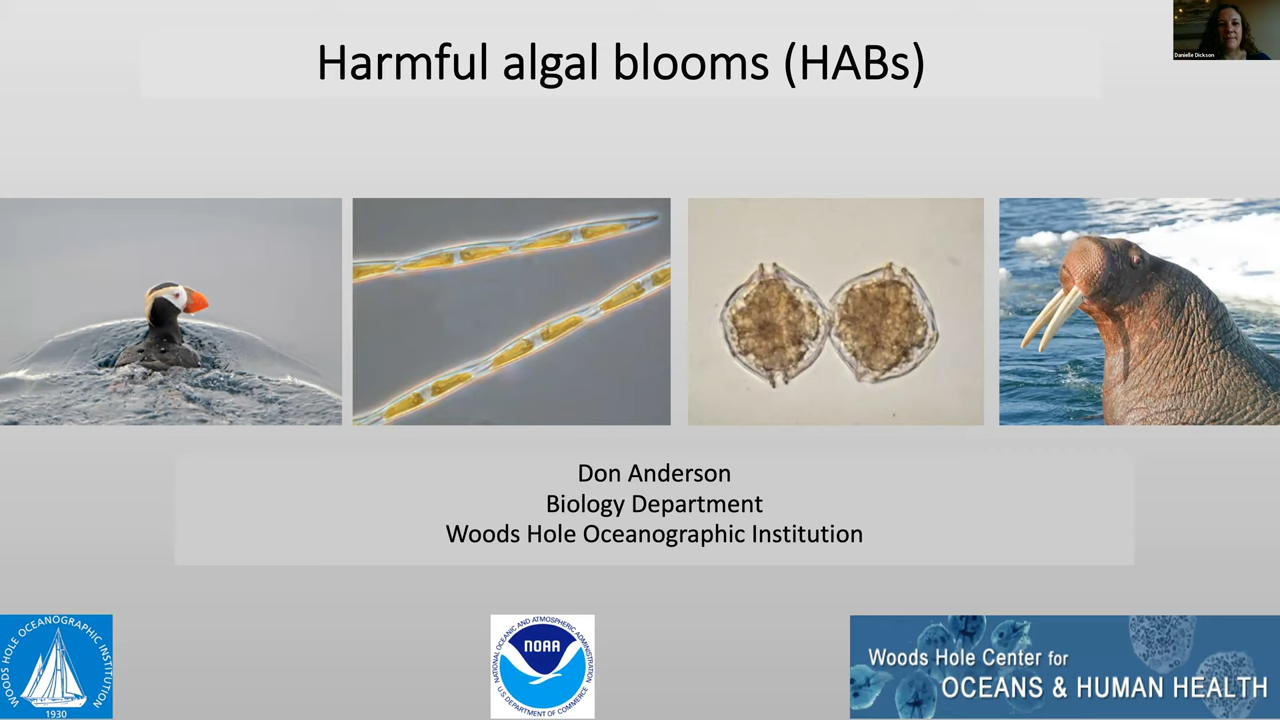 Harmful algal blooms (HABs)
Danielle Dickson
Don Anderson
Biology Department
Woods Hole Oceanographic Institution
WOODS HOLE OCEANOGRAPHIC INSTITUTION
1930
NATIONAL OCEANIC AND ATMOSPHERIC ADMINISTRATION
NOAA
U.S. DEPARTMENT OF COMMERCE
Woods Hole Center for
OCEANS & HUMAN HEALTH